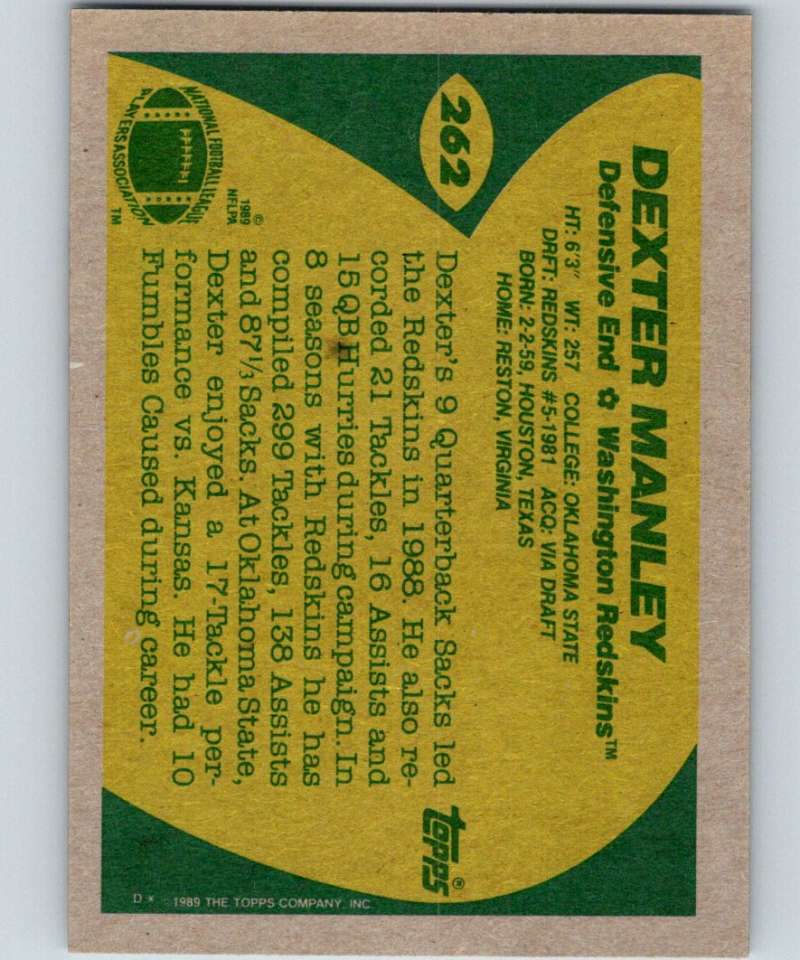 262
DEXTER MANLEY
Defensive End ✿ Washington Redskins™
HT: 6'3" WT: 257 COLLEGE: OKLAHOMA STATE
DRFT: REDSKINS #5-1981 ACQ: VIA DRAFT
BORN: 2-2-59, HOUSTON, TEXAS
HOME: RESTON, VIRGINIA
Dexter's 9 Quarterback Sacks led
the Redskins in 1988. He also re-
corded 21 Tackles, 16 Assists and
15 QB Hurries during campaign. In
8 seasons with Redskins he has
compiled 299 Tackles, 138 Assists
and 87½ Sacks. At Oklahoma State,
Dexter enjoyed a 17-Tackle per-
formance vs. Kansas. He had 10
Fumbles Caused during career.
NATIONAL FOOTBALL LEAGUE
PLAYERS ASSOCIATION
TM
©
1989
NFLPA
topps®
D * 1989 THE TOPPS COMPANY, INC.